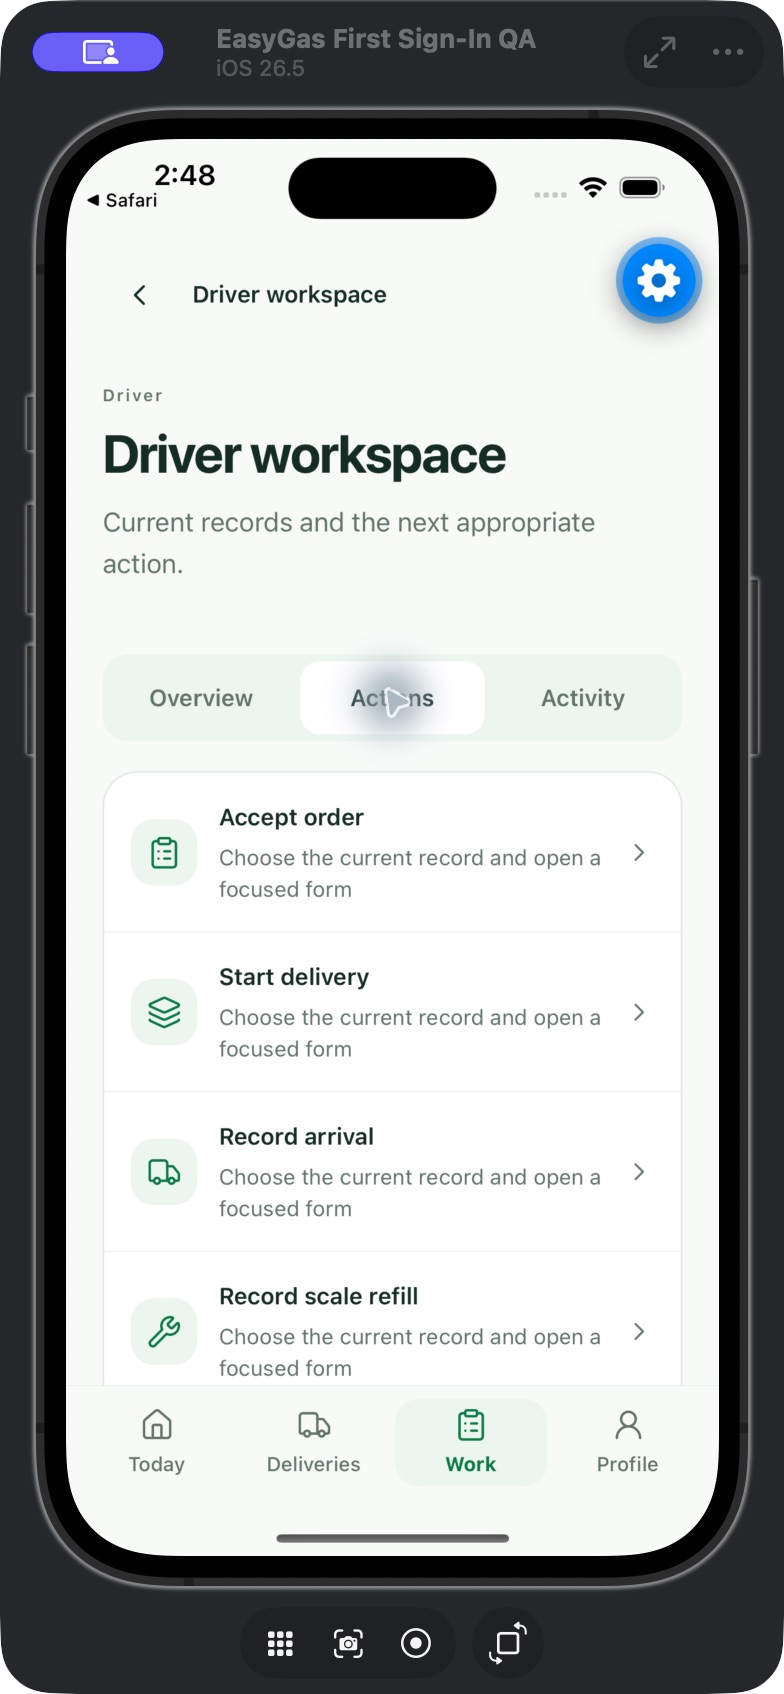 EasyGas First Sign-In QA
iOS 26.5
2:48
◀ Safari
Driver workspace
Driver
Driver workspace
Current records and the next appropriate
action.
Overview
Actions
Activity
Accept order
Choose the current record and open a
focused form
Start delivery
Choose the current record and open a
focused form
Record arrival
Choose the current record and open a
focused form
Record scale refill
Choose the current record and open a
focused form
Today
Deliveries
Work
Profile